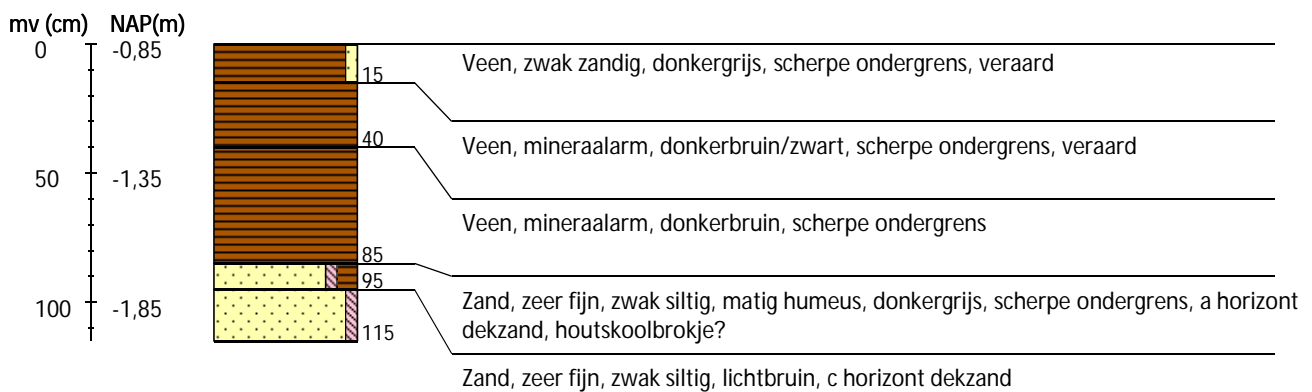 mv (cm) NAP(m)
0 -0,85
Veen, zwak zandig, donkergrijs, scherpe ondergrens, veraard
15
40
Veen, mineraalarm, donkerbruin/zwart, scherpe ondergrens, veraard
50 -1,35
Veen, mineraalarm, donkerbruin, scherpe ondergrens
85
95
Zand, zeer fijn, zwak siltig, matig humeus, donkergrijs, scherpe ondergrens, a horizont
dekzand, houtskoolbrokje?
100 -1,85
115
Zand, zeer fijn, zwak siltig, lichtbruin, c horizont dekzand